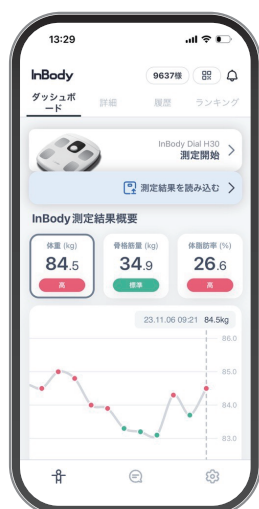 13:29
InBody
9637様
ダッシュボ
ード
詳細
履歴
ランキング
InBody Dial H30
測定開始
測定結果を読み込む
InBody 測定結果概要
体重 (kg)
84.5
高
骨格筋量 (kg)
34.9
標準
体脂肪率 (%)
26.6
高
23.11.06 09:21 84.5kg
86.0
85.0
84.0
83.0